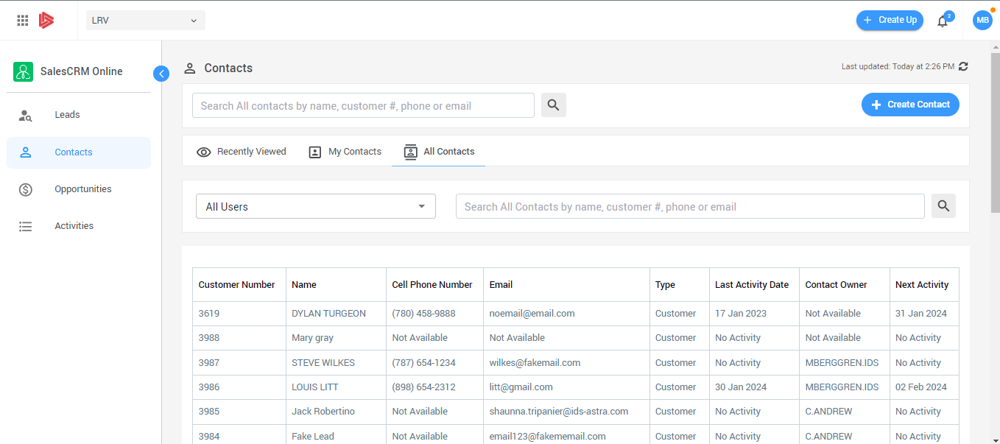 LRV
Create Up
2
MB
SalesCRM Online
Leads
Contacts
Opportunities
Activities
Contacts
Last updated: Today at 2:26 PM
Search All contacts by name, customer #, phone or email
Create Contact
Recently Viewed My Contacts All Contacts
All Users
Search All Contacts by name, customer #, phone or email
Customer Number Name Cell Phone Number Email Type Last Activity Date Contact Owner Next Activity
3619 DYLAN TURGEON (780) 458-9888 noemail@email.com Customer 17 Jan 2023 Not Available 31 Jan 2024
3988 Mary gray Not Available Not Available Customer No Activity Not Available No Activity
3987 STEVE WILKES (787) 654-1234 wilkes@fakemail.com Customer No Activity MBERGGREN.IDS No Activity
3986 LOUIS LITT (898) 654-2312 litt@gmail.com Customer 30 Jan 2024 MBERGGREN.IDS 02 Feb 2024
3985 Jack Robertino Not Available shaunna.tripanier@ids-astra.com Customer No Activity C.ANDREW No Activity
3984 Fake Lead Not Available email123@fakememail.com Customer No Activity C.ANDREW No Activity